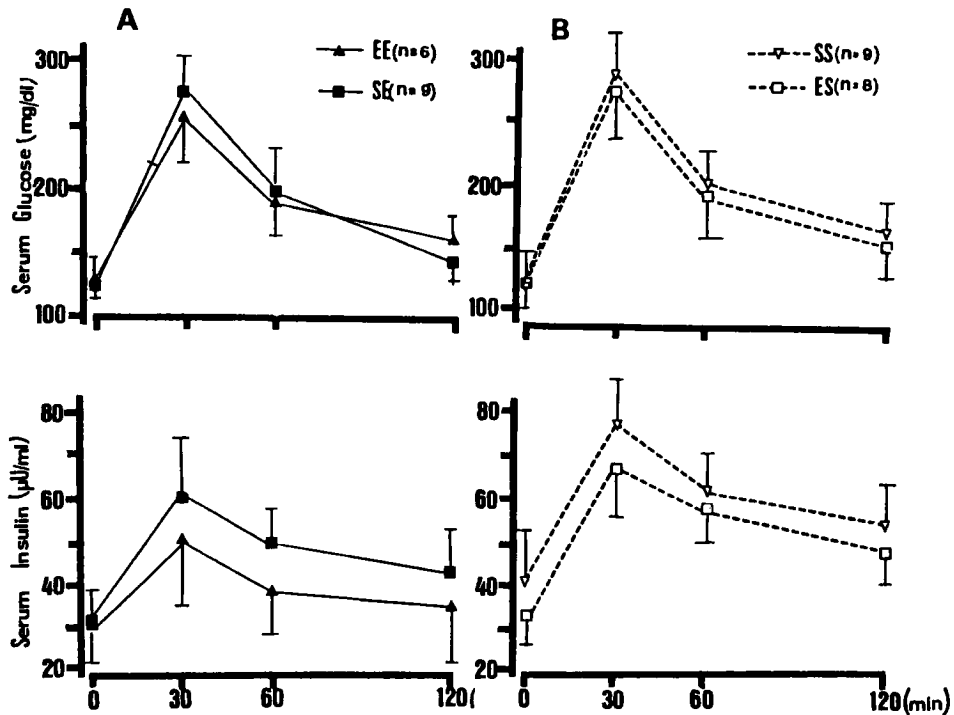 A
B
EE(n=6)
SE(n=9)
SS(n=9)
ES(n=8)
Serum Glucose (mg/dl)
300
200
100
300
200
100
Serum Insulin (µU/ml)
80
60
40
20
80
60
40
20
0 30 60 120(
0 30 60 120(min)